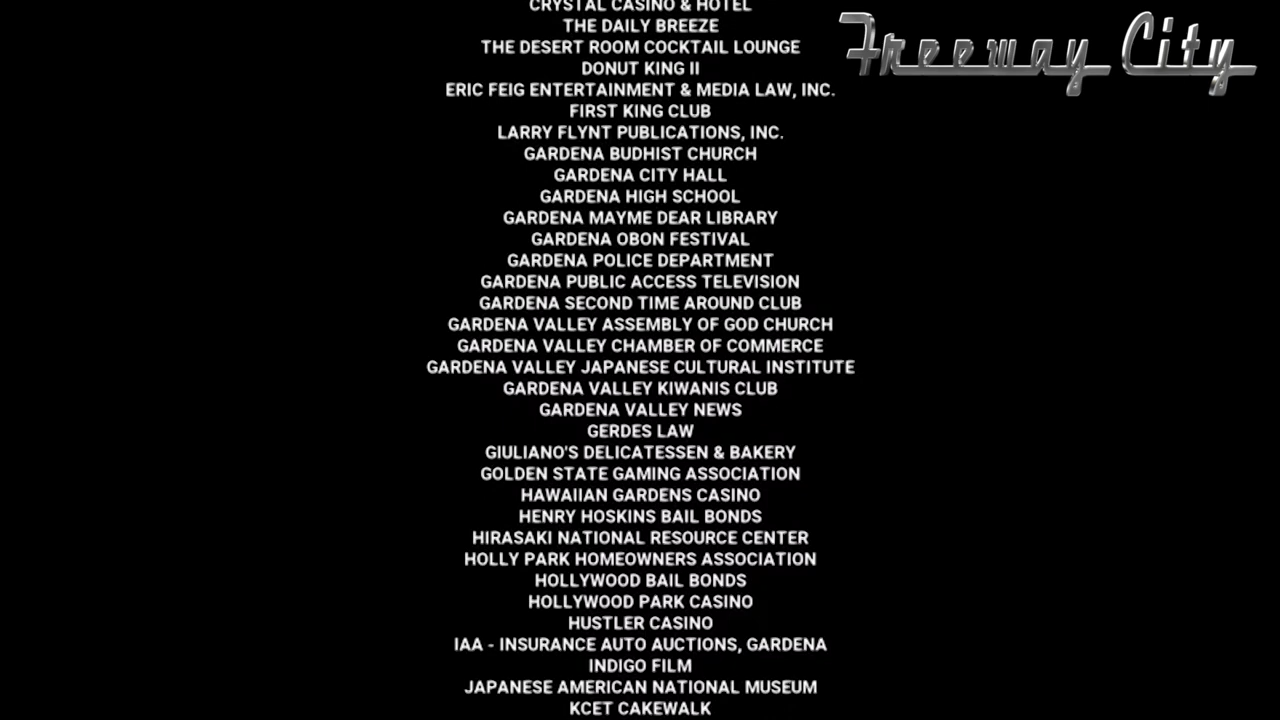 CRYSTAL CASINO & HOTEL
Freeway City
THE DAILY BREEZE
THE DESERT ROOM COCKTAIL LOUNGE
DONUT KING II
ERIC FEIG ENTERTAINMENT & MEDIA LAW, INC.
FIRST KING CLUB
LARRY FLYNT PUBLICATIONS, INC.
GARDENA BUDHIST CHURCH
GARDENA CITY HALL
GARDENA HIGH SCHOOL
GARDENA MAYME DEAR LIBRARY
GARDENA OBON FESTIVAL
GARDENA POLICE DEPARTMENT
GARDENA PUBLIC ACCESS TELEVISION
GARDENA SECOND TIME AROUND CLUB
GARDENA VALLEY ASSEMBLY OF GOD CHURCH
GARDENA VALLEY CHAMBER OF COMMERCE
GARDENA VALLEY JAPANESE CULTURAL INSTITUTE
GARDENA VALLEY KIWANIS CLUB
GARDENA VALLEY NEWS
GERDES LAW
GIULIANO'S DELICATESSEN & BAKERY
GOLDEN STATE GAMING ASSOCIATION
HAWAIIAN GARDENS CASINO
HENRY HOSKINS BAIL BONDS
HIRASAKI NATIONAL RESOURCE CENTER
HOLLY PARK HOMEOWNERS ASSOCIATION
HOLLYWOOD BAIL BONDS
HOLLYWOOD PARK CASINO
HUSTLER CASINO
IAA - INSURANCE AUTO AUCTIONS, GARDENA
INDIGO FILM
JAPANESE AMERICAN NATIONAL MUSEUM
KCET CAKEWALK